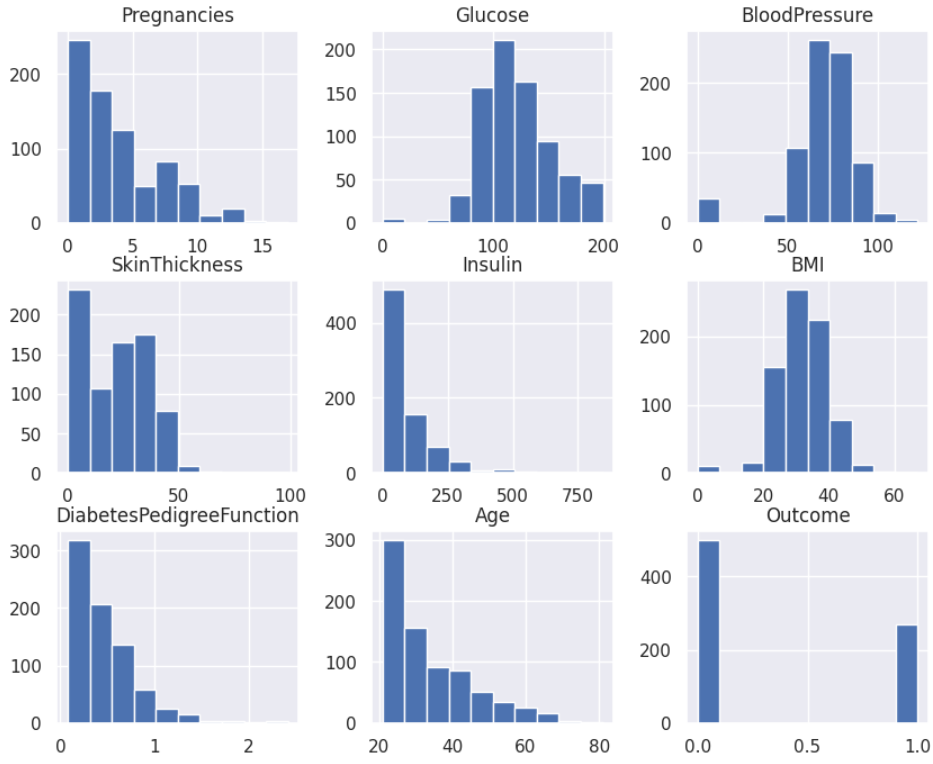 Pregnancies Glucose BloodPressure
200
100
0
0 5 10 15
200
150
100
50
0
0 100 200
200
100
0
0 50 100
SkinThickness Insulin BMI
200
150
100
50
0
0 50 100
400
200
0
0 250 500 750
200
100
0
0 20 40 60
DiabetesPedigreeFunction Age Outcome
300
200
100
0
0 1 2
300
200
100
0
20 40 60 80
400
200
0
0.0 0.5 1.0